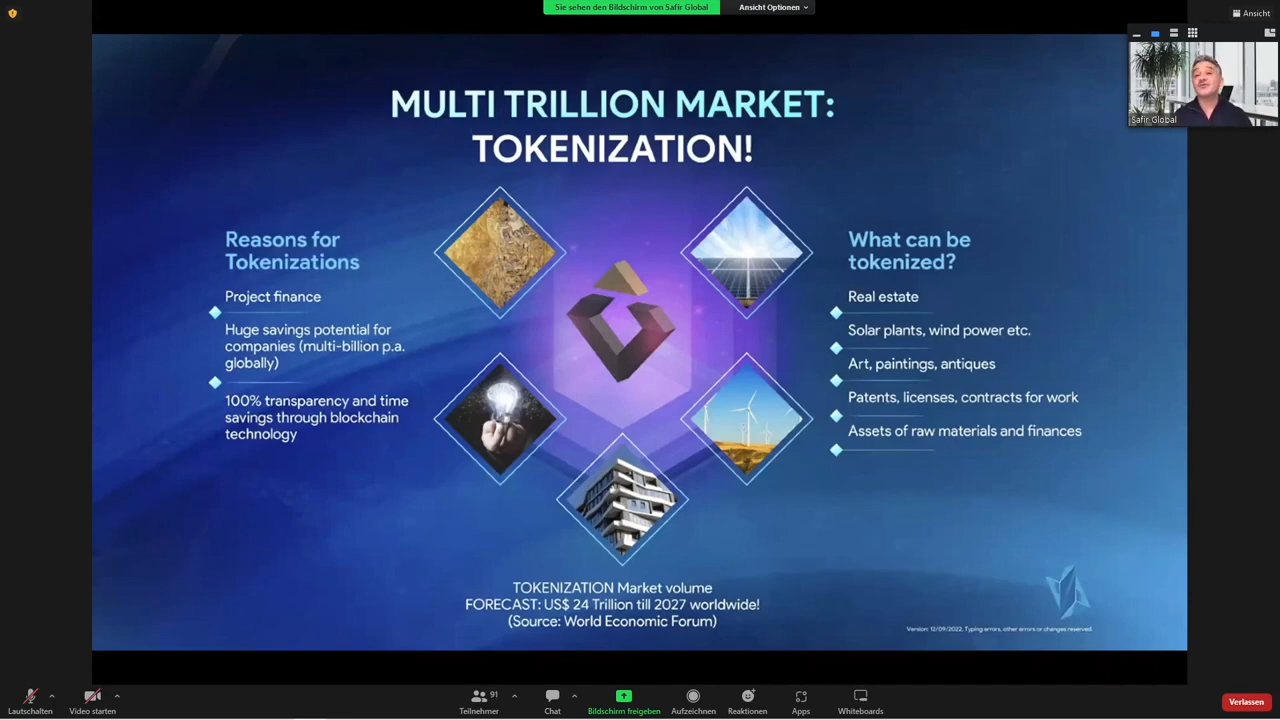 Sie sehen den Bildschirm von Safir Global
Ansicht Optionen
Ansicht
Safir Global
MULTI TRILLION MARKET:
TOKENIZATION!
Reasons for
Tokenizations
Project finance
Huge savings potential for
companies (multi-billion p.a.
globally)
100% transparency and time
savings through blockchain
technology
What can be
tokenized?
Real estate
Solar plants, wind power etc.
Art, paintings, antiques
Patents, licenses, contracts for work
Assets of raw materials and finances
TOKENIZATION Market volume
FORECAST: US$ 24 Trillion till 2027 worldwide!
(Source: World Economic Forum)
Version: 12/09/2022, Typing errors, other errors or changes reserved.
Lautschalten
Video starten
91
Teilnehmer
Chat
Bildschirm freigeben
Aufzeichnen
Reaktionen
Apps
Whiteboards
Verlassen